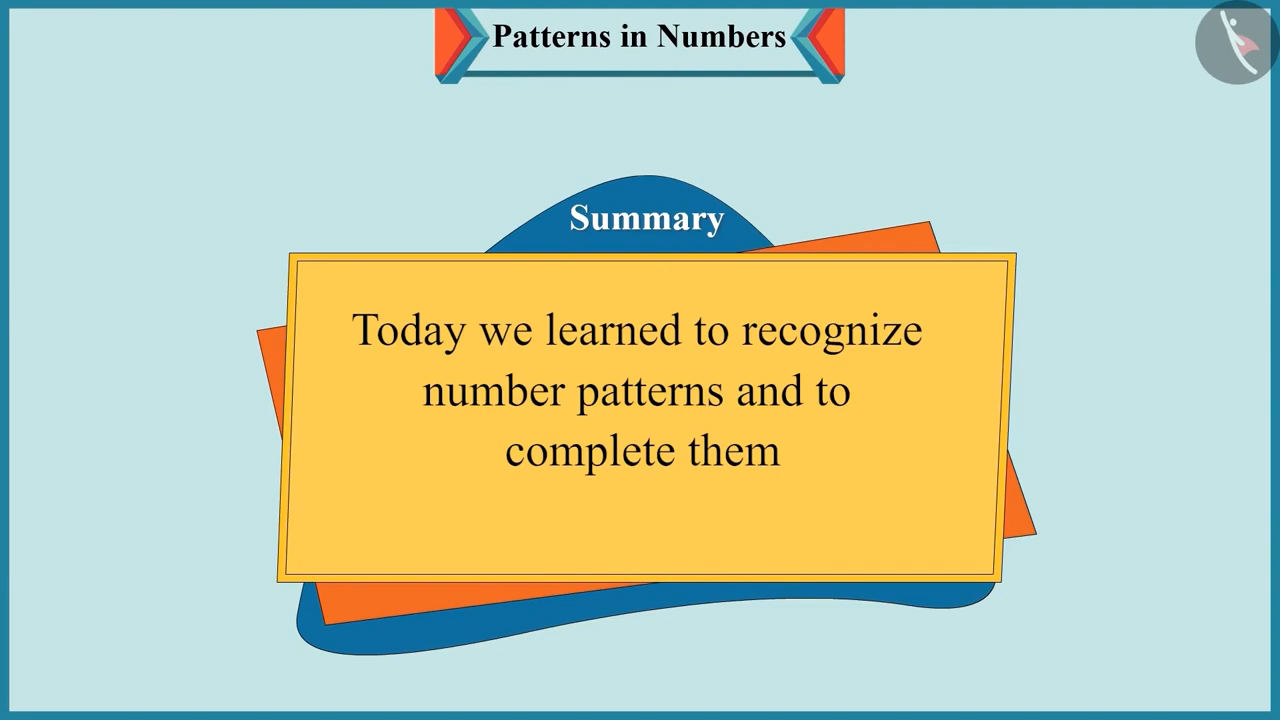 Patterns in Numbers
Summary
Today we learned to recognize
number patterns and to
complete them